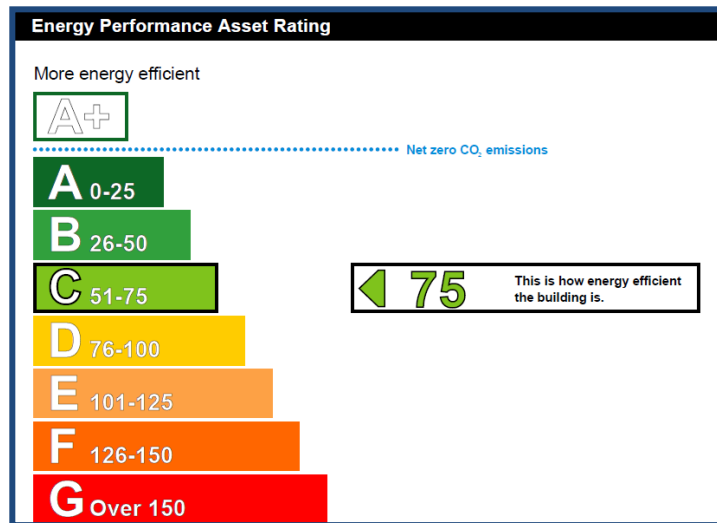 Energy Performance Asset Rating
More energy efficient
A+
Net zero CO₂ emissions
A 0-25
B 26-50
C 51-75
75
This is how energy efficient
the building is.
D 76-100
E 101-125
F 126-150
G Over 150